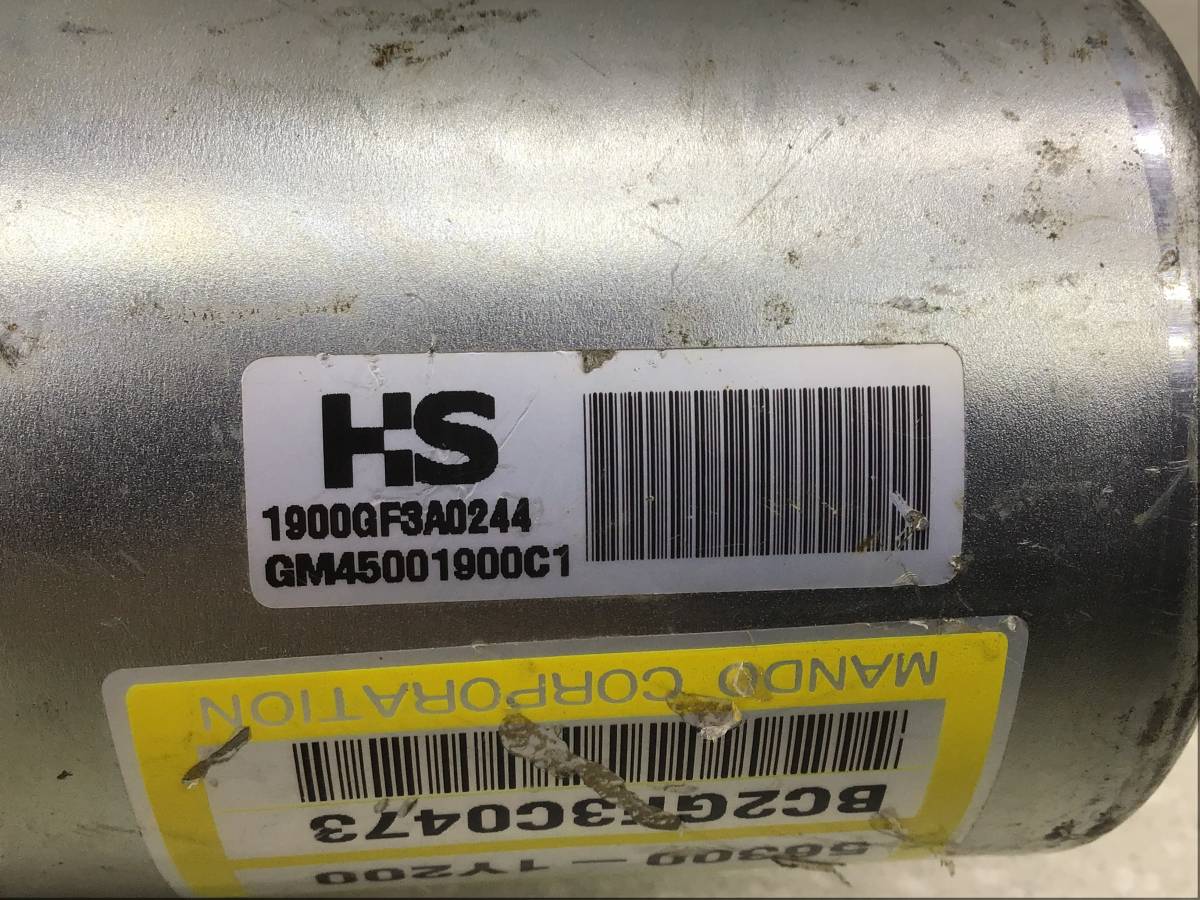 HS
1900GF3A0244
GM45001900C1
MANDO CORPORATION
BC2GF3C0473
56300 – 1Y200